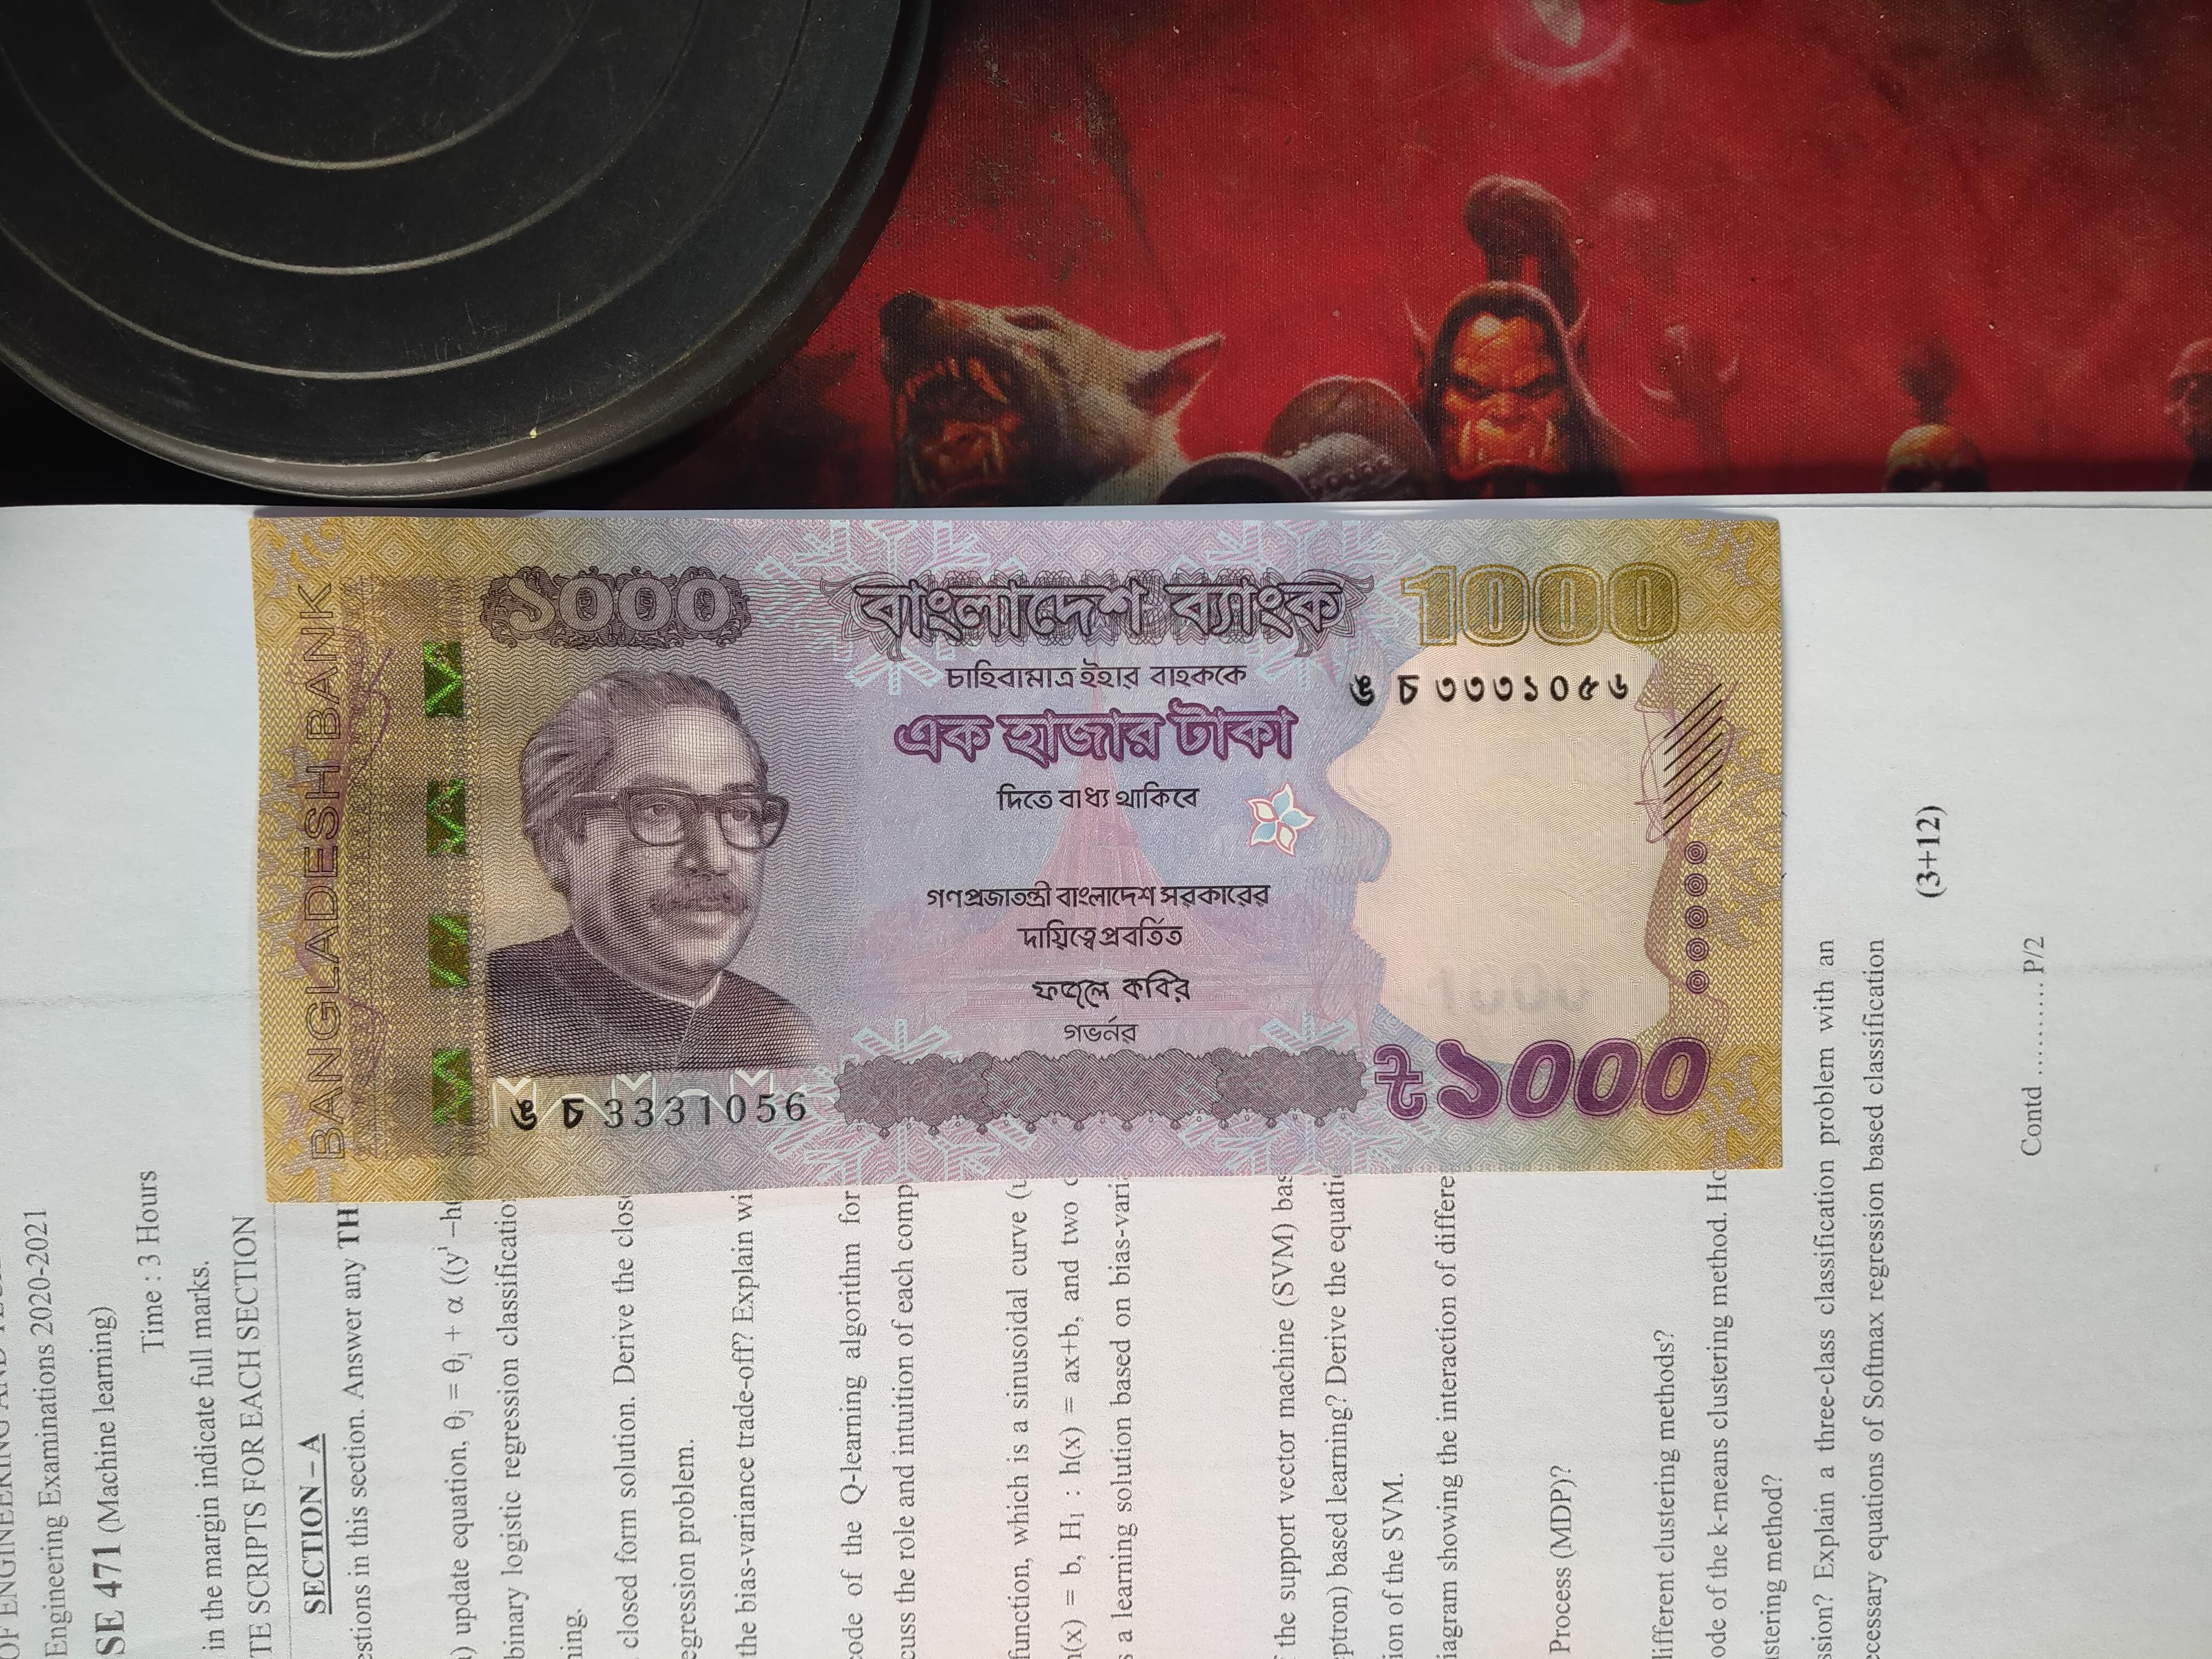 BANGLADESH BANK
১০০০
বাংলাদেশ ব্যাংক
1000
চাহিবামাত্র ইহার বাহককে
ঙ চ ৩৩৩১০৫৬
এক হাজার টাকা
দিতে বাধ্য থাকিবে
গণপ্রজাতন্ত্রী বাংলাদেশ সরকারের
দায়িত্বে প্রবর্তিত
ফজলে কবির
গভর্নর
1000
ঙ চ 3331056
৳১০০০
OF ENGINEERING AND
Engineering Examinations 2020-2021
SE 471 (Machine learning)
Time : 3 Hours
in the margin indicate full marks.
TE SCRIPTS FOR EACH SECTION
SECTION – A
estions in this section. Answer any TH
) update equation, θj = θj + α ((yi –h
binary logistic regression classification
ning.
closed form solution. Derive the clos
egression problem.
the bias-variance trade-off? Explain wi
code of the Q-learning algorithm for
cuss the role and intuition of each comp
function, which is a sinusoidal curve (
(x) = b, H1 : h(x) = ax+b, and two
s a learning solution based on bias-vari
f the support vector machine (SVM) bas
eptron) based learning? Derive the equati
ion of the SVM.
iagram showing the interaction of differe
Process (MDP)?
different clustering methods?
ode of the k-means clustering method. Ho
stering method?
ssion? Explain a three-class classification problem with an
ecessary equations of Softmax regression based classification
(3+12)
Contd .......... P/2